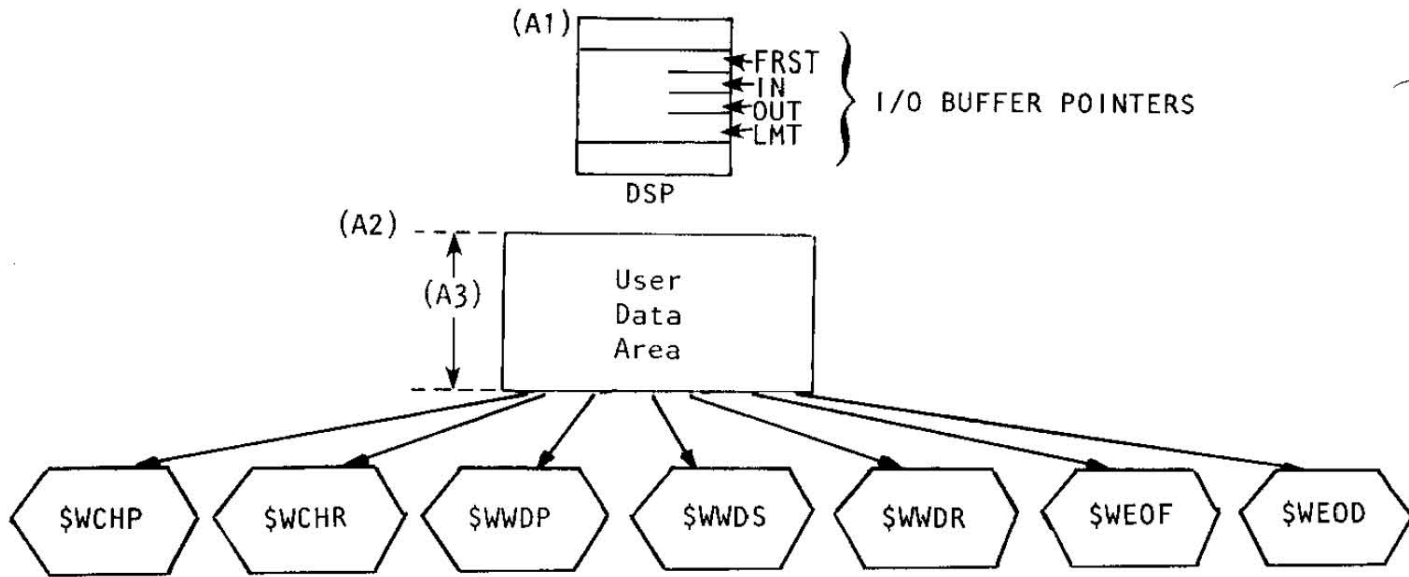 (A1)
FRST
IN
OUT
LMT
I/O BUFFER POINTERS
DSP
(A2)
(A3)
User
Data
Area
$WCHP
$WCHR
$WWDP
$WWDS
$WWDR
$WEOF
$WEOD